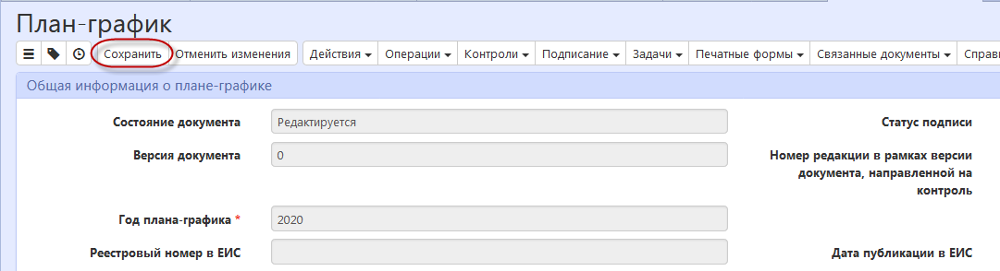 План-график
Сохранить Отменить изменения Действия Операции Контроли Подписание Задачи Печатные формы Связанные документы Справ
Общая информация о плане-графике
Состояние документа Редактируется Статус подписи
Версия документа 0 Номер редакции в рамках версии
документа, направленной на
контроль
Год плана-графика * 2020
Реестровый номер в ЕИС Дата публикации в ЕИС